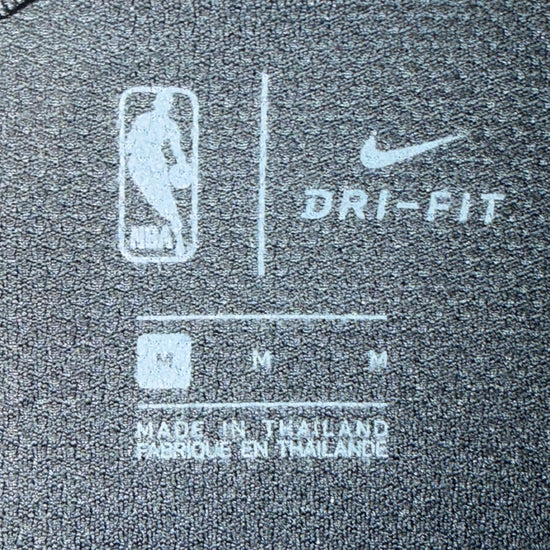 NBA
DRI-FIT
M M M
MADE IN THAILAND
FABRIQUE EN THAILANDE